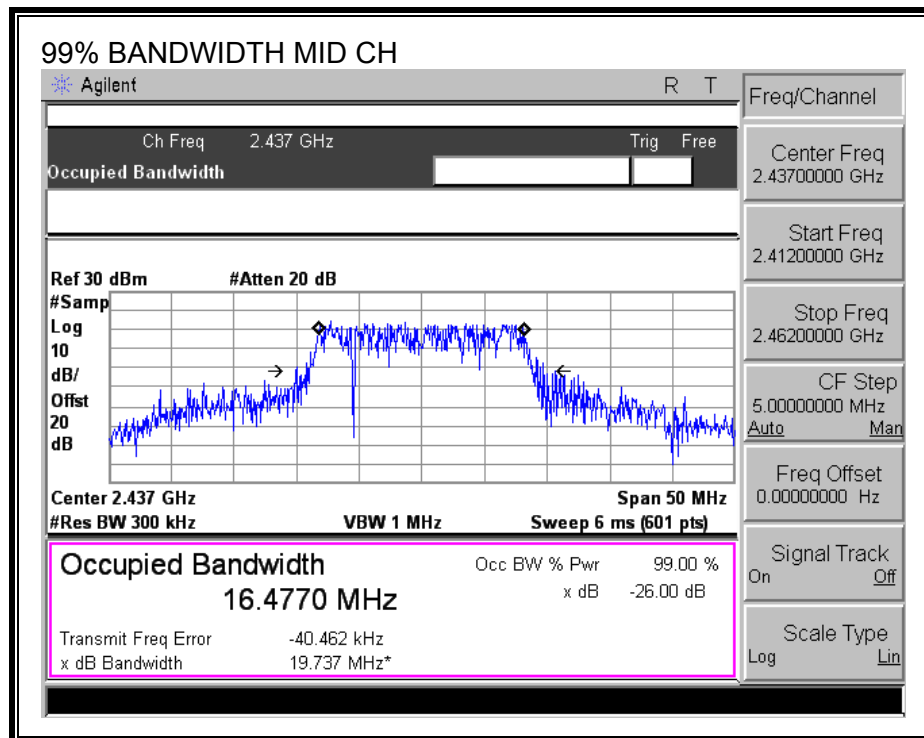 99% BANDWIDTH MID CH
Agilent R T
Ch Freq 2.437 GHz Trig Free
Occupied Bandwidth
Ref 30 dBm #Atten 20 dB
#Samp
Log
10
dB/
Offst
20
dB
Center 2.437 GHz Span 50 MHz
#Res BW 300 kHz VBW 1 MHz Sweep 6 ms (601 pts)
Occupied Bandwidth
16.4770 MHz
Occ BW % Pwr 99.00 %
x dB -26.00 dB
Transmit Freq Error -40.462 kHz
x dB Bandwidth 19.737 MHz*
Freq/Channel
Center Freq
2.43700000 GHz
Start Freq
2.41200000 GHz
Stop Freq
2.46200000 GHz
CF Step
5.00000000 MHz
Auto Man
Freq Offset
0.00000000 Hz
Signal Track
On Off
Scale Type
Log Lin